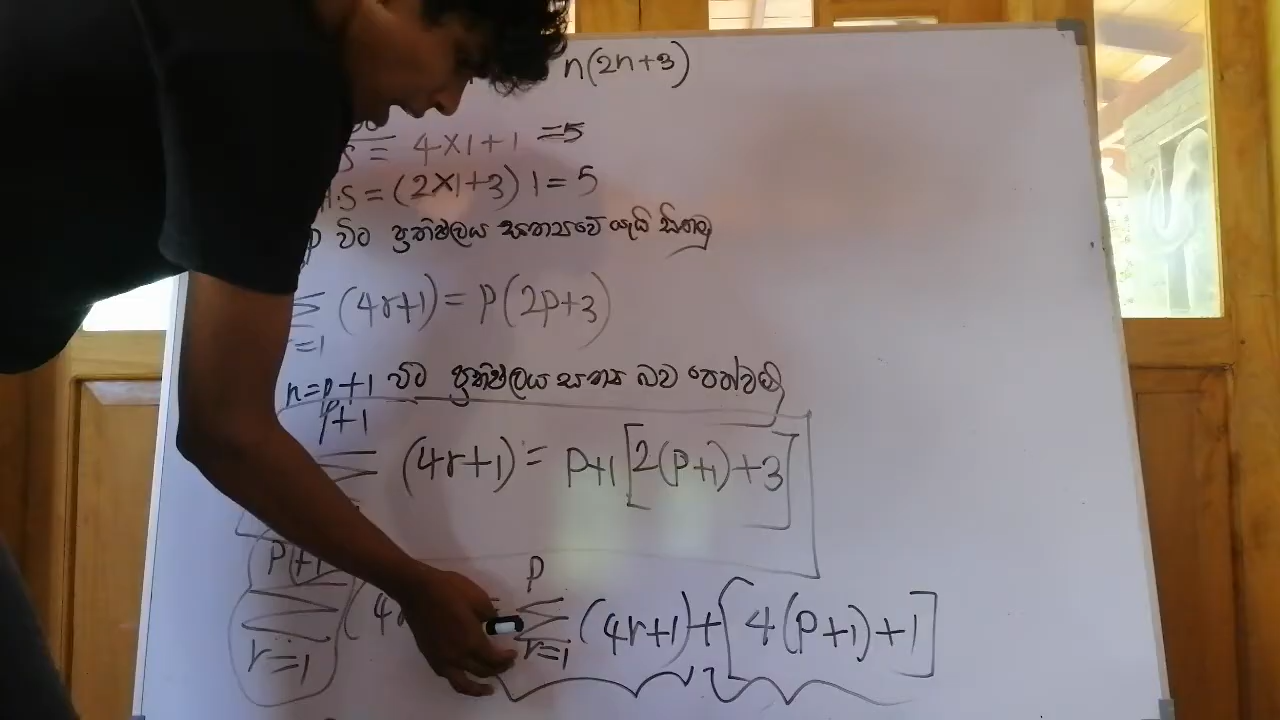 n(2n+3)
S = 4×1+1 =5
H.S = (2×1+3) 1 = 5
p විට ප්‍රතිඵලය සත්‍යවේ යැයි සිතමු
Σ r=1 (4r+1) = p(2p+3)
n=p+1 විට ප්‍රතිඵලය සත්‍ය බව පෙන්වමු
p+1 Σ (4r+1) = p+1[2(p+1)+3]
p+1 Σ r=1 (4 p Σ r=1 (4r+1)+[4(p+1)+1]